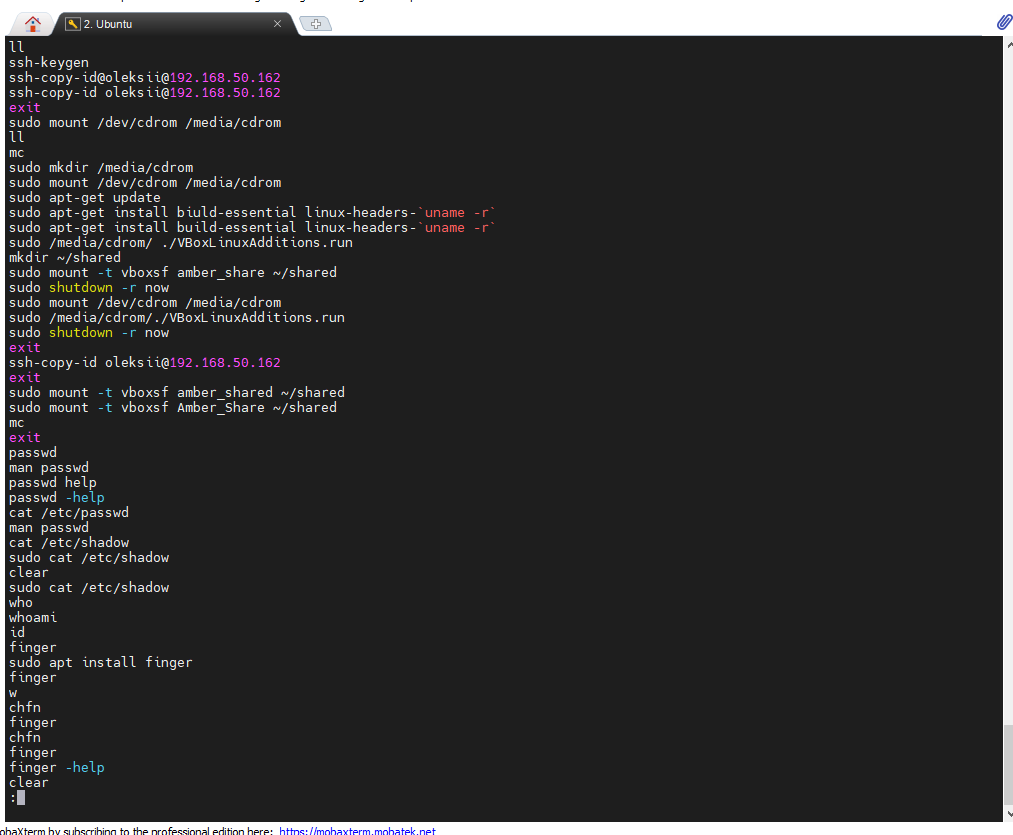 2. Ubuntu
ll
ssh-keygen
ssh-copy-id@oleksii@192.168.50.162
ssh-copy-id oleksii@192.168.50.162
exit
sudo mount /dev/cdrom /media/cdrom
ll
mc
sudo mkdir /media/cdrom
sudo mount /dev/cdrom /media/cdrom
sudo apt-get update
sudo apt-get install biuld-essential linux-headers-`uname -r`
sudo apt-get install build-essential linux-headers-`uname -r`
sudo /media/cdrom/ ./VBoxLinuxAdditions.run
mkdir ~/shared
sudo mount -t vboxsf amber_share ~/shared
sudo shutdown -r now
sudo mount /dev/cdrom /media/cdrom
sudo /media/cdrom/./VBoxLinuxAdditions.run
sudo shutdown -r now
exit
ssh-copy-id oleksii@192.168.50.162
exit
sudo mount -t vboxsf amber_shared ~/shared
sudo mount -t vboxsf Amber_Share ~/shared
mc
exit
passwd
man passwd
passwd help
passwd -help
cat /etc/passwd
man passwd
cat /etc/shadow
sudo cat /etc/shadow
clear
sudo cat /etc/shadow
who
whoami
id
finger
sudo apt install finger
finger
w
chfn
finger
chfn
finger
finger -help
clear
:
obaXterm by subscribing to the professional edition here: https://mobaxterm.mobatek.net